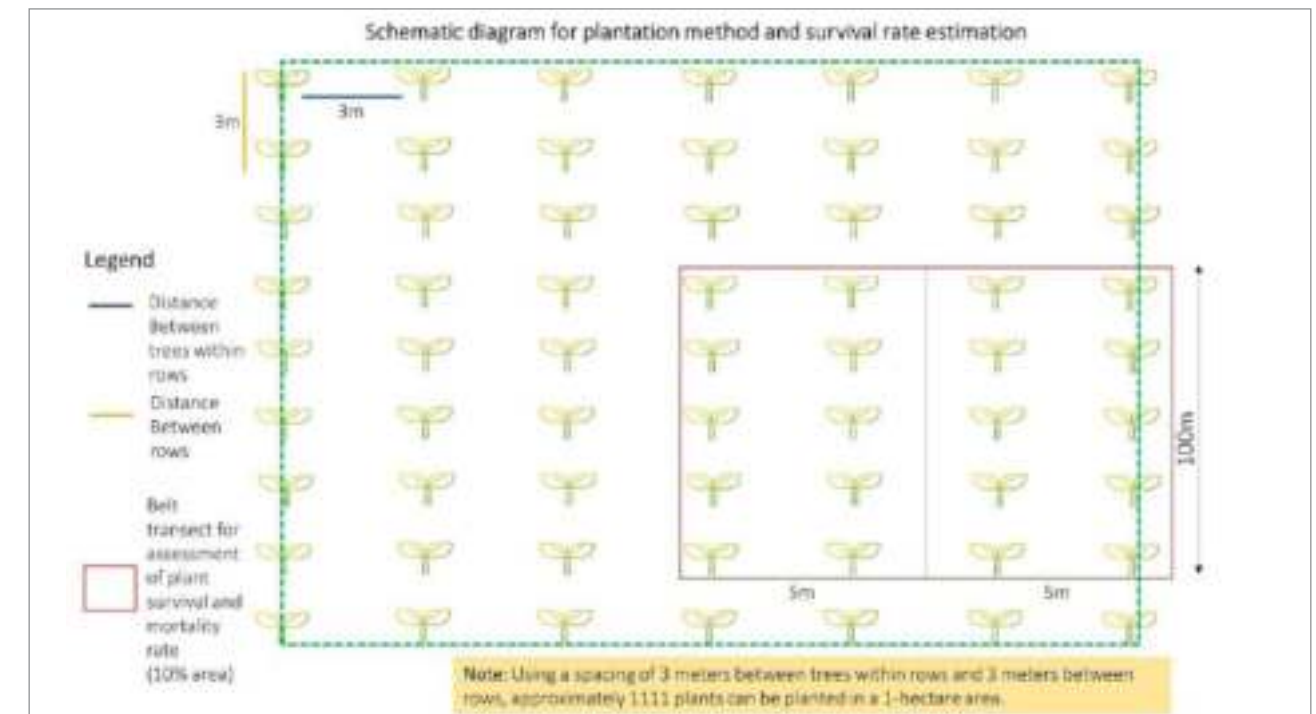 Schematic diagram for plantation method and survival rate estimation
3m
3m
Legend
Distance
Between
trees within
rows
Distance
Between
rows
Belt
transect for
assessment
of plant
survival and
mortality
rate
(10% area)
100m
5m
5m
Note: Using a spacing of 3 meters between trees within rows and 3 meters between
rows, approximately 1111 plants can be planted in a 1-hectare area.